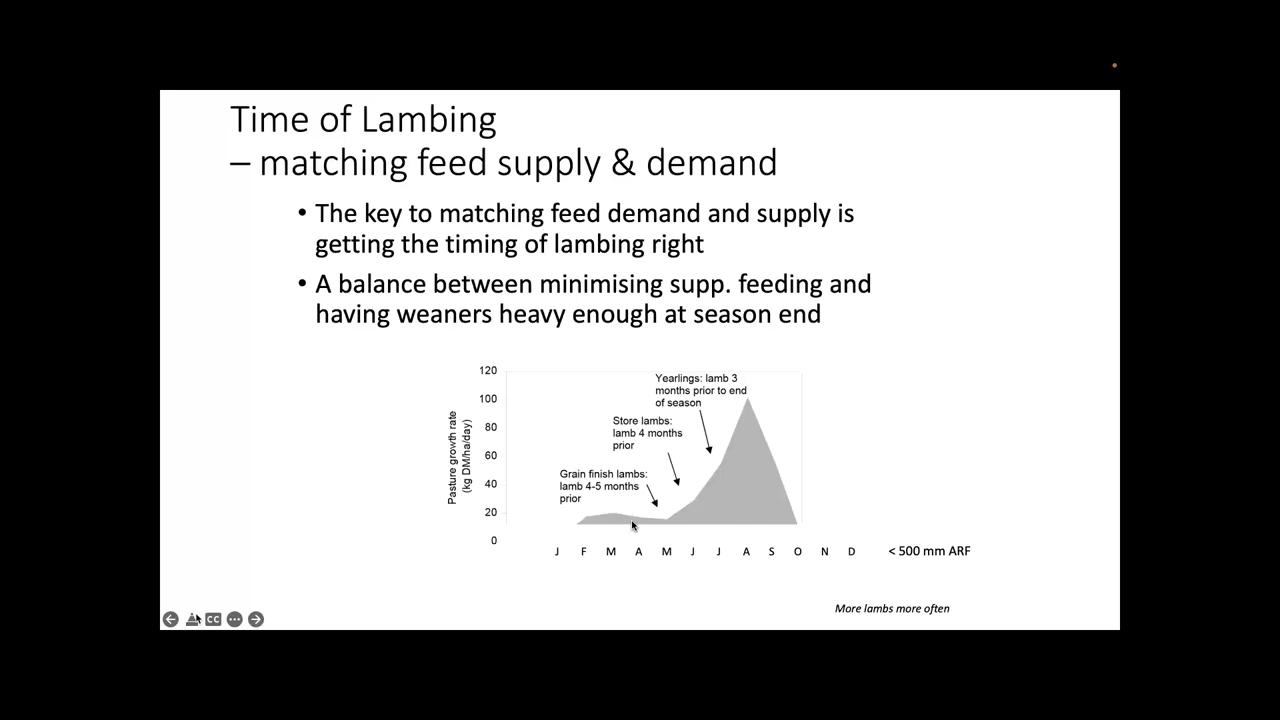 Time of Lambing
– matching feed supply & demand
• The key to matching feed demand and supply is
getting the timing of lambing right
• A balance between minimising supp. feeding and
having weaners heavy enough at season end
120
100
80
60
40
20
0
Pasture growth rate
(kg DM/ha/day)
Yearlings: lamb 3
months prior to end
of season
Store lambs:
lamb 4 months
prior
Grain finish lambs:
lamb 4-5 months
prior
J F M A M J J A S O N D
< 500 mm ARF
More lambs more often
CC